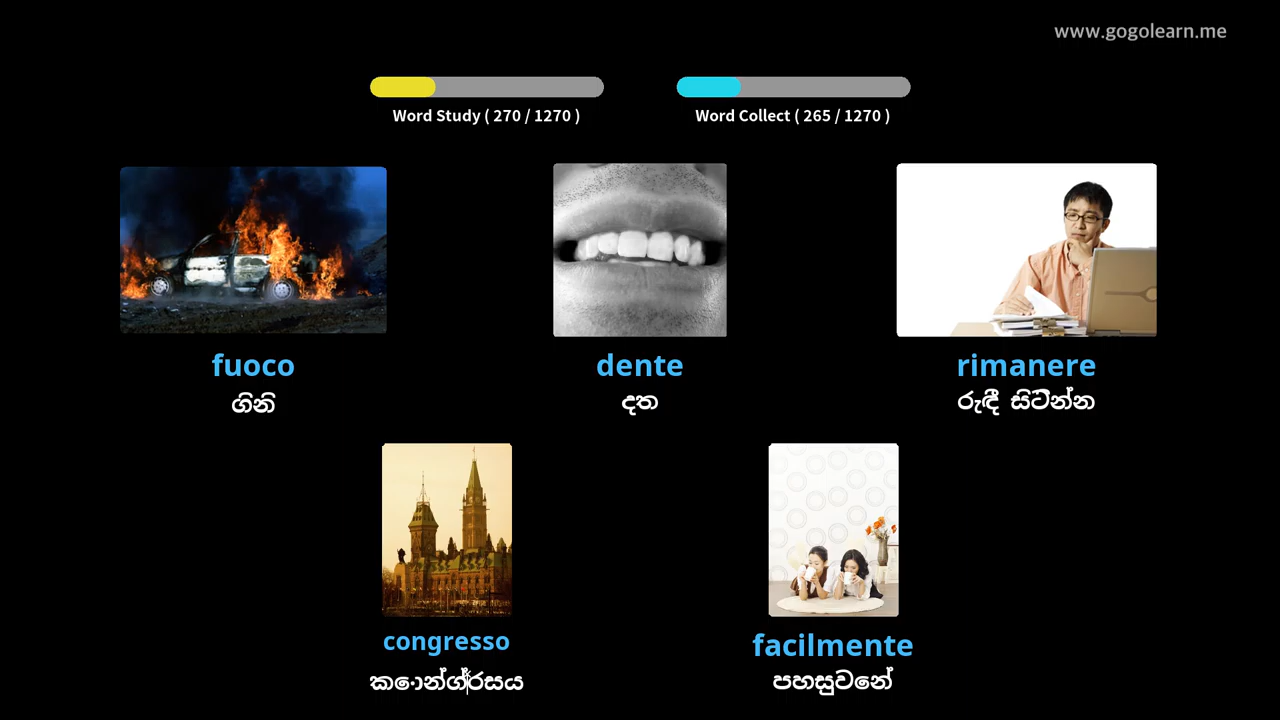 www.gogolearn.me
Word Study ( 270 / 1270 )
Word Collect ( 265 / 1270 )
fuoco
ගිනි
dente
දත
rimanere
රුඳී සිටින්න
congresso
කොන්ග්‍රසය
facilmente
පහසුවනේ